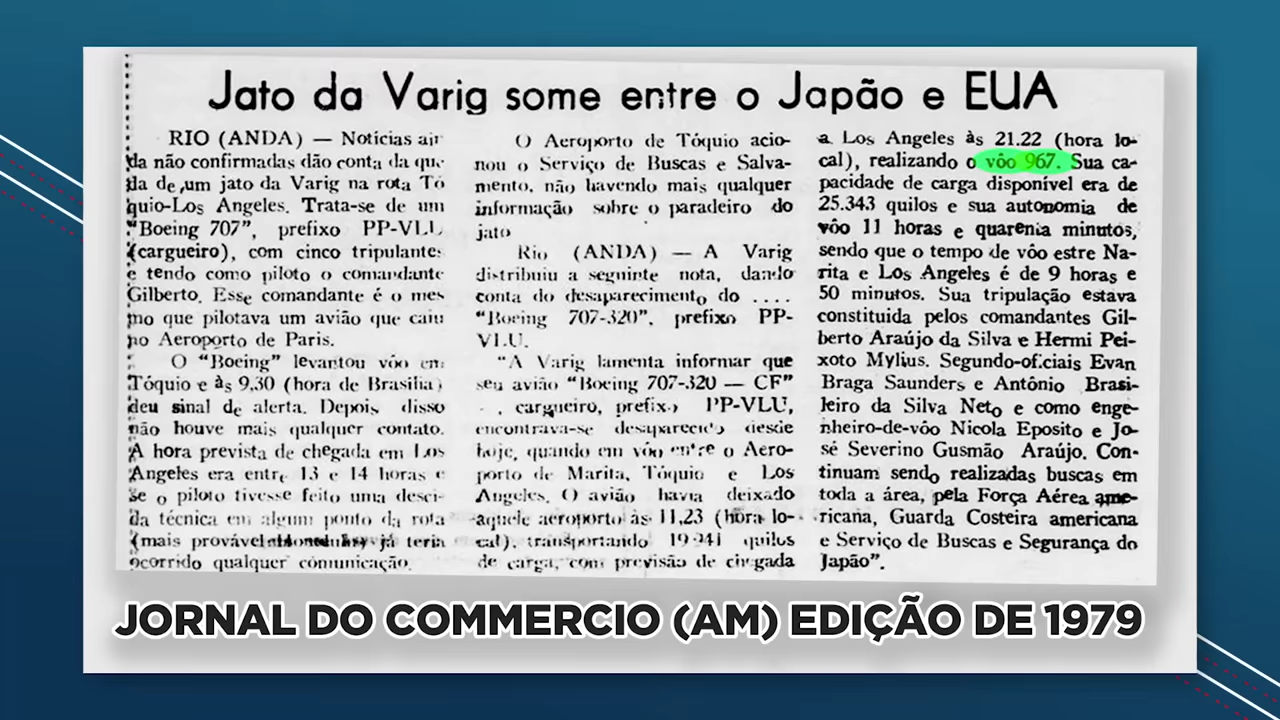 Jato da Varig some entre o Japão e EUA
RIO (ANDA) — Notícias ain-
da não confirmadas dão conta da que
da de um jato da Varig na rota Tó
quio-Los Angeles. Trata-se de um
"Boeing 707", prefixo PP-VLU
(cargueiro), com cinco tripulantes
e tendo como piloto o comandante
Gilberto. Esse comandante é o mes
mo que pilotava um avião que caiu
no Aeroporto de Paris.
O "Boeing" levantou vôo em
Tóquio e às 9,30 (hora de Brasília)
deu sinal de alerta. Depois disso
não houve mais qualquer contato.
A hora prevista de chegada em Los
Angeles era entre 13 e 14 horas e
se o piloto tivesse feito uma desci-
da técnica em algum ponto da rota
(mais provável já teria
ocorrido qualquer comunicação.
O Aeroporto de Tóquio acio-
nou o Serviço de Buscas e Salva-
mento, não havendo mais qualquer
informação sobre o paradeiro do
jato
Rio (ANDA) — A Varig
distribuiu a seguinte nota, dando
conta do desaparecimento do ....
"Boeing 707-320", prefixo PP-
VLU.
"A Varig lamenta informar que
seu avião "Boeing 707-320 — CF"
, cargueiro, prefixo PP-VLU,
encontrava-se desaparecido desde
hoje, quando em vôo entre o Aero-
porto de Marita, Tóquio e Los
Angeles. O avião havia deixado
aquele aeroporto às 11,23 (hora lo-
cal), transportando 19 941 quilos
de carga, com previsão de chegada
a Los Angeles às 21.22 (hora lo-
cal), realizando o vôo 967. Sua ca-
pacidade de carga disponível era de
25.343 quilos e sua autonomia de
vôo 11 horas e quarenia minutos,
sendo que o tempo de vôo estre Na-
rita e Los Angeles é de 9 horas e
50 minutos. Sua tripulação estava
constituida pelos comandantes Gil-
berto Araújo da Silva e Hermi Pei-
xoto Mylius. Segundo-oficiais Evan
Braga Saunders e Antônio Brasi-
leiro da Silva Neto e como enge-
nheiro-de-vôo Nicola Eposito e Jo-
sé Severino Gusmão Araújo. Con-
tinuam sendo realizadas buscas em
toda a área, pela Força Aérea ame-
ricana, Guarda Costeira americana
e Serviço de Buscas e Segurança do
Japão".
JORNAL DO COMMERCIO (AM) EDIÇÃO DE 1979